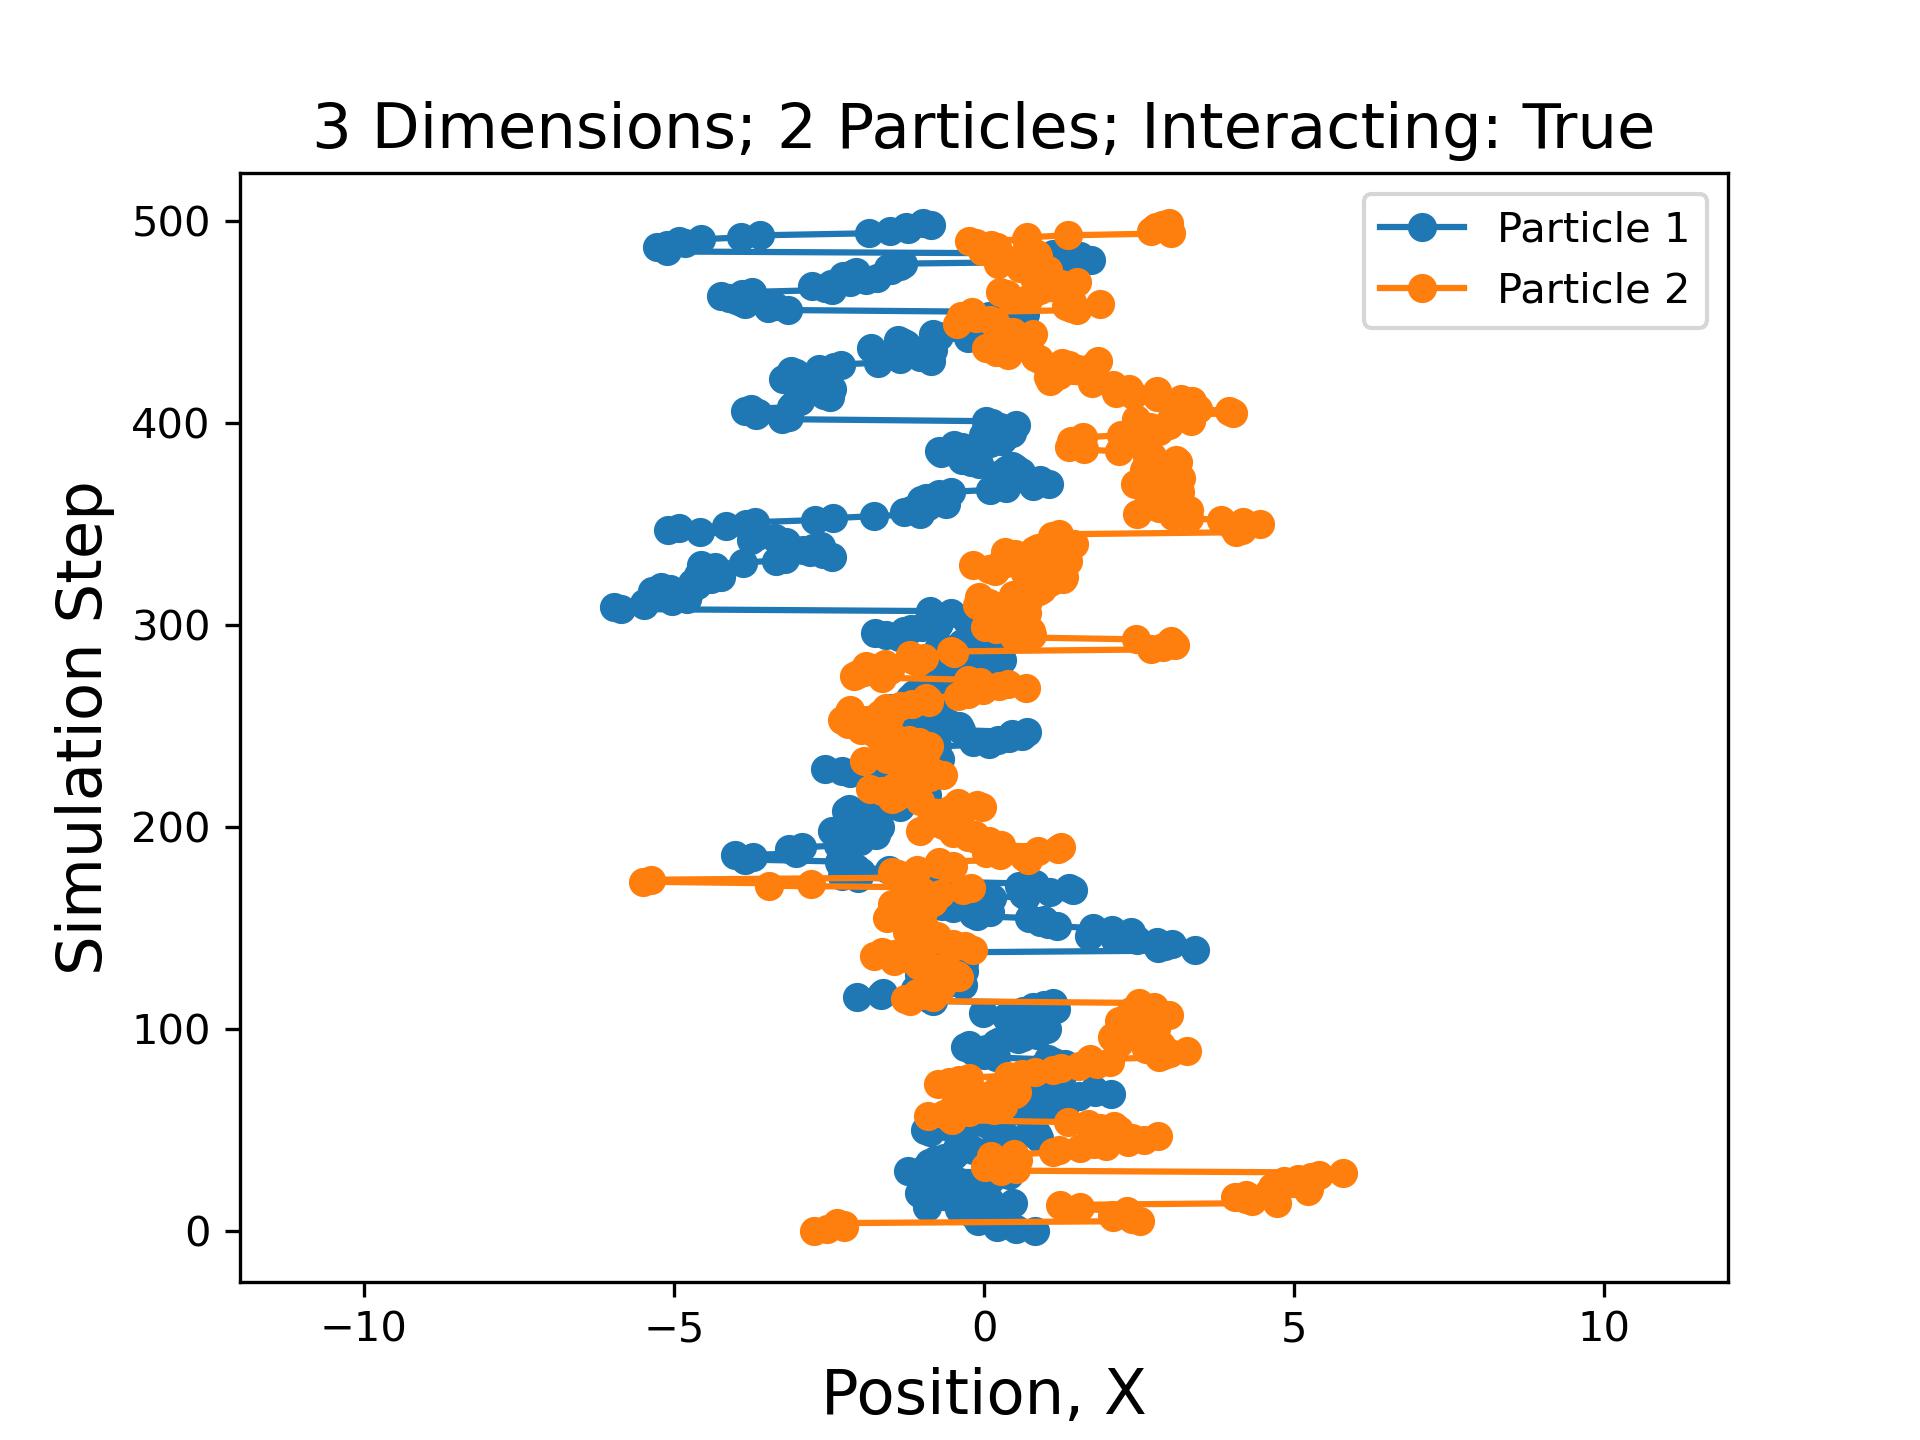 3 Dimensions; 2 Particles; Interacting: True
Particle 1
Particle 2
Simulation Step
500
400
300
200
100
0
−10
−5
0
5
10
Position, X